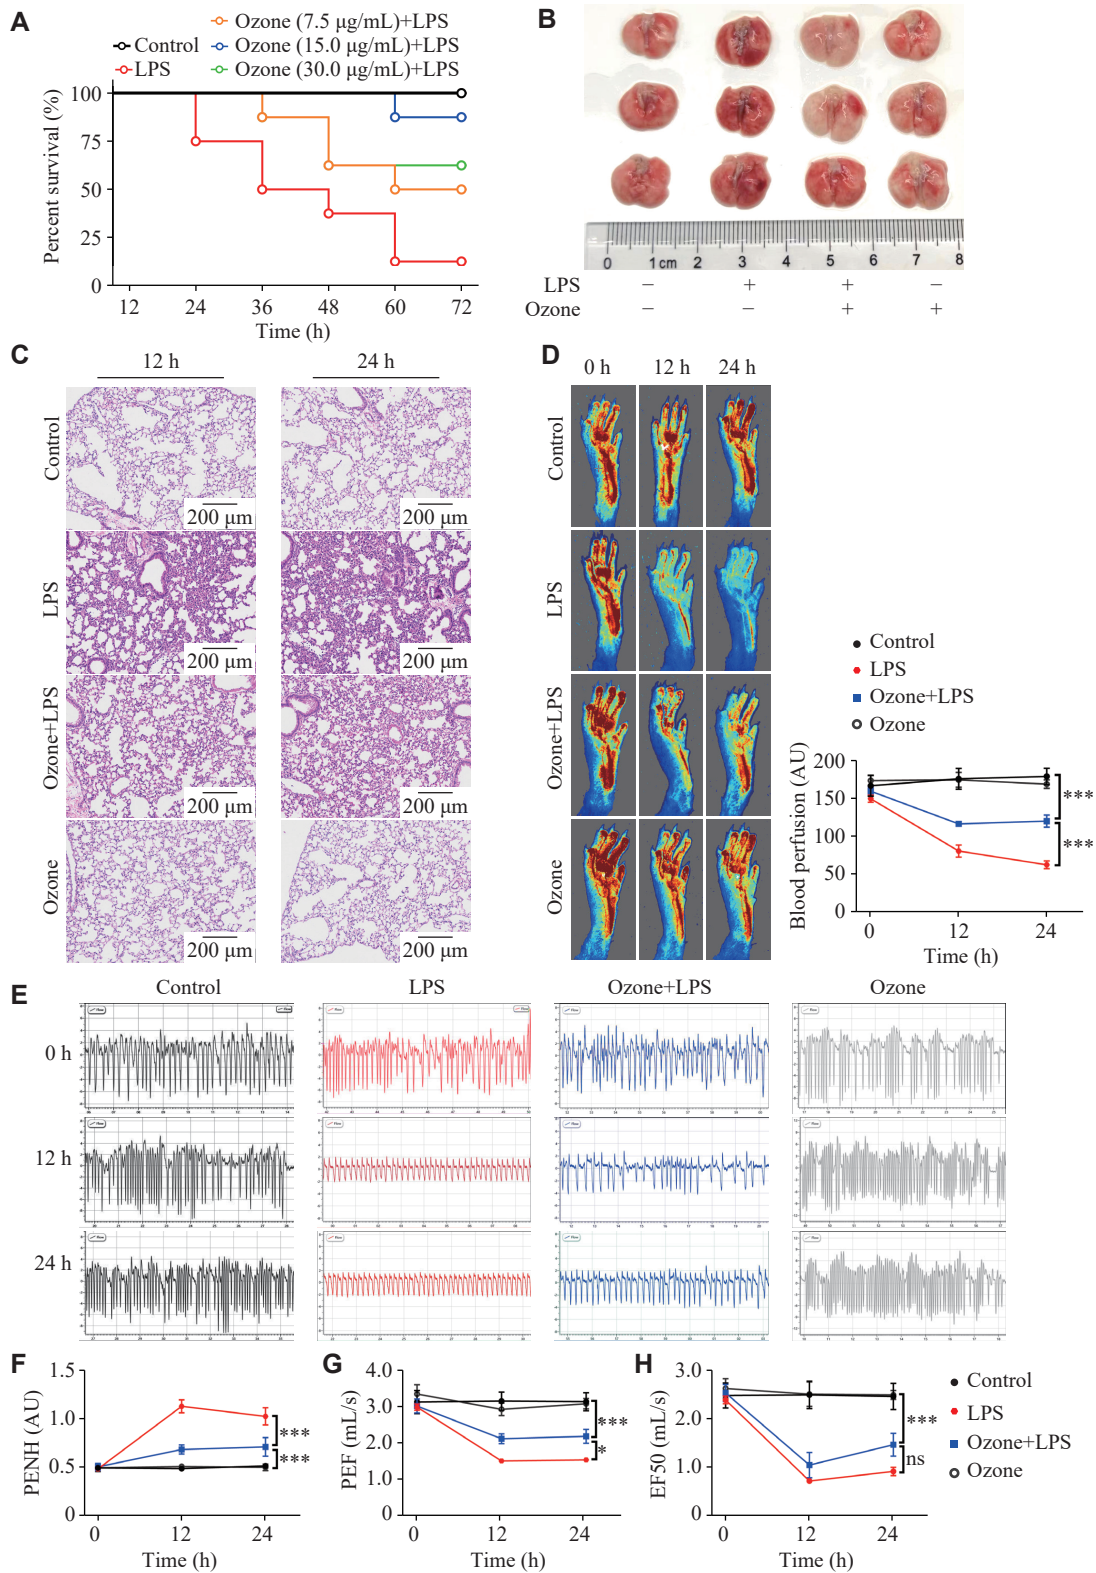 A
Control
LPS
Ozone (7.5 µg/mL)+LPS
Ozone (15.0 µg/mL)+LPS
Ozone (30.0 µg/mL)+LPS
Percent survival (%)
100
75
50
25
0
12 24 36 48 60 72
Time (h)
B
0 1 cm 2 3 4 5 6 7 8
LPS − + + −
Ozone − − + +
C
12 h 24 h
Control
200 µm 200 µm
LPS
200 µm 200 µm
Ozone+LPS
200 µm 200 µm
Ozone
200 µm 200 µm
D
0 h 12 h 24 h
Control
LPS
Ozone+LPS
Ozone
Control
LPS
Ozone+LPS
Ozone
Blood perfusion (AU)
200
150
100
50
0
***
***
0 12 24
Time (h)
E
Control LPS Ozone+LPS Ozone
0 h
12 h
24 h
F
PENH (AU)
1.5
1.0
0.5
0
***
***
0 12 24
Time (h)
G
PEF (mL/s)
4.0
3.0
2.0
1.0
0
***
*
0 12 24
Time (h)
H
EF50 (mL/s)
3.0
2.0
1.0
0
***
ns
0 12 24
Time (h)
Control
LPS
Ozone+LPS
Ozone